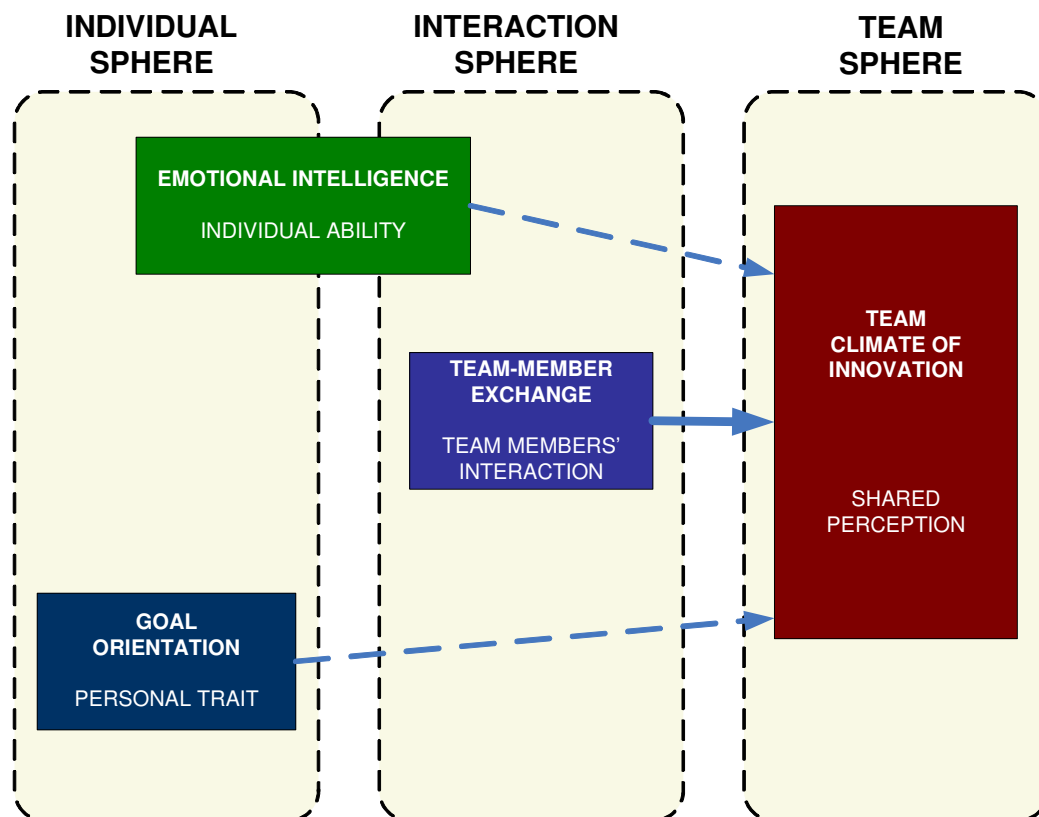 INDIVIDUAL
SPHERE
INTERACTION
SPHERE
TEAM
SPHERE
EMOTIONAL INTELLIGENCE
INDIVIDUAL ABILITY
TEAM-MEMBER
EXCHANGE
TEAM MEMBERS’
INTERACTION
TEAM
CLIMATE OF
INNOVATION
SHARED
PERCEPTION
GOAL
ORIENTATION
PERSONAL TRAIT